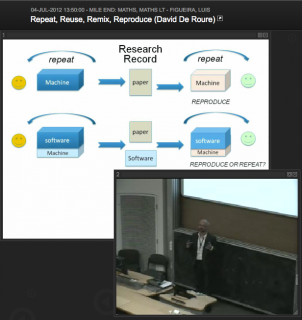 04-JUL-2012 13:50:00 - MILE END: MATHS, MATHS LT - FIGUEIRA, LUIS
Repeat, Reuse, Remix, Reproduce (David De Roure)
1
Research
Record
repeat
repeat
Machine
paper
Machine
REPRODUCE
paper
software
Machine
Software
software
Machine
REPRODUCE OR REPEAT?
2